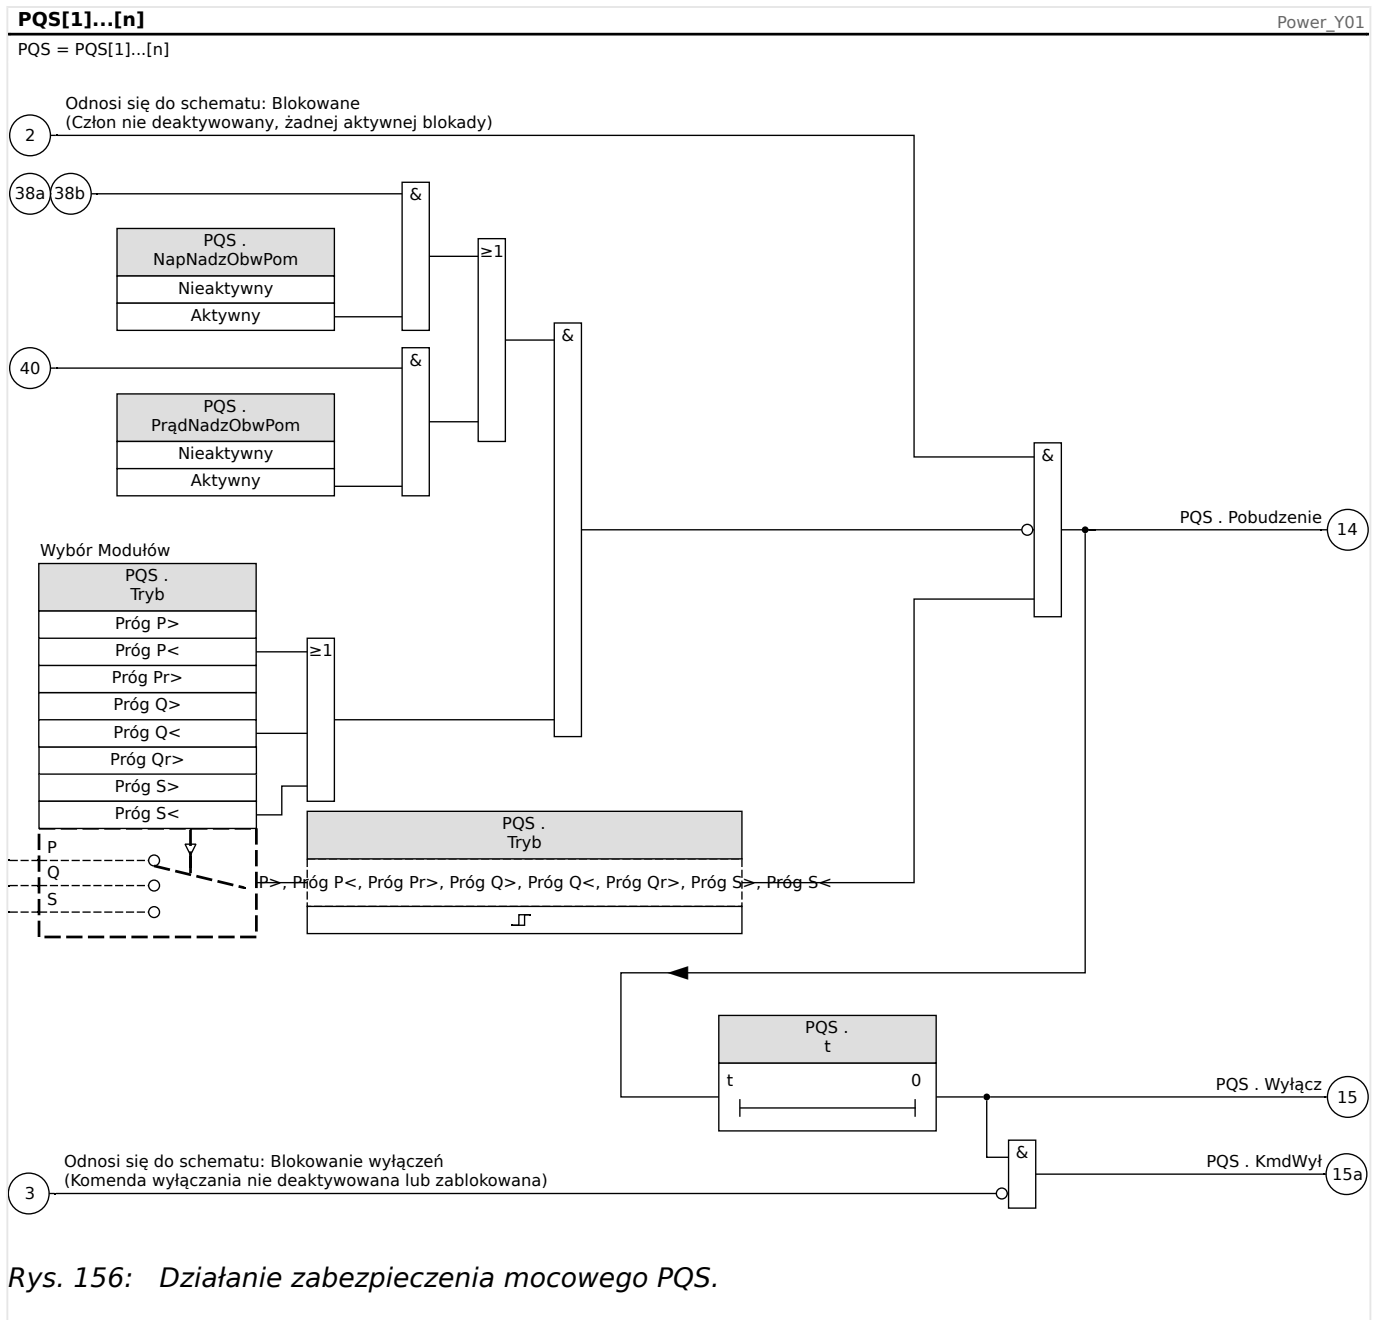 PQS[1]...[n]
Power_Y01
PQS = PQS[1]...[n]
Odnosi się do schematu: Blokowane
(Człon nie deaktywowany, żadnej aktywnej blokady)
2
38a 38b
&
PQS .
NapNadzObwPom
Nieaktywny
Aktywny
≥1
&
40
&
PQS .
PrądNadzObwPom
Nieaktywny
Aktywny
&
PQS . Pobudzenie
14
Wybór Modułów
PQS .
Tryb
Próg P>
Próg P<
Próg Pr>
Próg Q>
Próg Q<
Próg Qr>
Próg S>
Próg S<
≥1
P
Q
S
PQS .
Tryb
P>, Próg P<, Próg Pr>, Próg Q>, Próg Q<, Próg Qr>, Próg S>, Próg S<
PQS .
t
t 0
PQS . Wyłącz
15
&
PQS . KmdWył
15a
Odnosi się do schematu: Blokowanie wyłączeń
(Komenda wyłączania nie deaktywowana lub zablokowana)
3
Rys. 156: Działanie zabezpieczenia mocowego PQS.